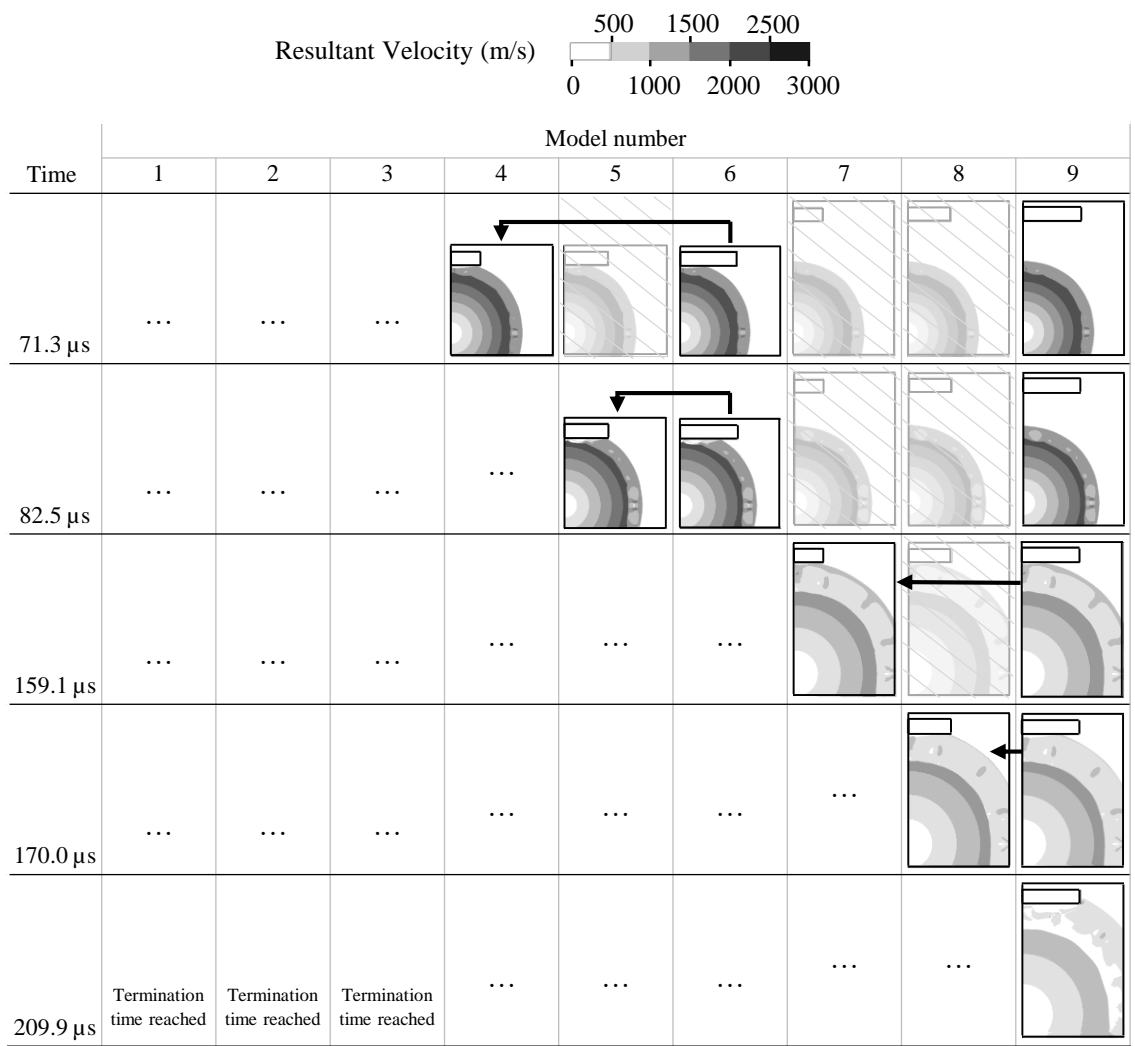 500 1500 2500
Resultant Velocity (m/s)
0 1000 2000 3000
Model number
Time 1 2 3 4 5 6 7 8 9
... ... ...
71.3 µs
...
... ... ...
82.5 µs
... ... ...
... ... ...
159.1 µs
...
... ... ...
... ... ...
170.0 µs
... ...
... ... ...
Termination Termination Termination
time reached time reached time reached
209.9 µs